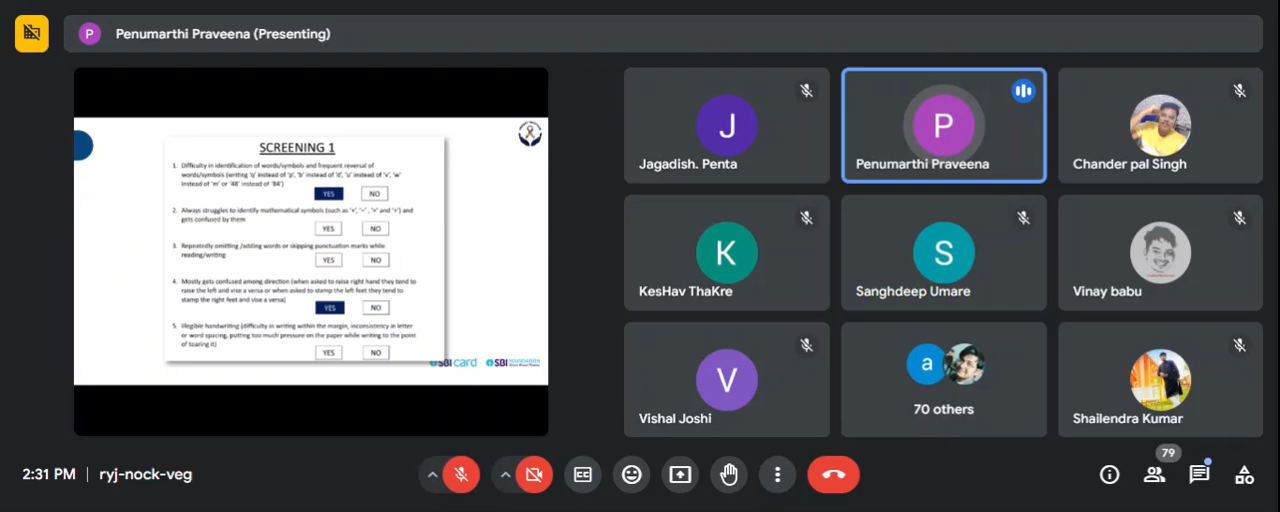 P
Penumarthi Praveena (Presenting)
SCREENING 1
1. Difficulty in identification of words/symbols and frequent reversal of
words/symbols (writing 'q' instead of 'p', 'b' instead of 'd', 'u' instead of 'v', 'w'
instead of 'm' or '48' instead of '84')
YES NO
2. Always struggles to identify mathematical symbols (such as
gets confused by them
YES NO
3. Repeatedly omitting /adding words or skipping punctuation marks while
reading/writing
YES NO
4. Mostly gets confused among direction (when asked to raise right hand they tend to
raise the left and vise a versa or when asked to stamp the left feet they tend to
stamp the right feet and vise a versa)
YES NO
5. Illegible handwriting (difficulty in writing within the margin, inconsistency in letter
or word spacing, putting too much pressure on the paper while writing to the point
of tearing it)
YES NO
SBI card SBI
J
Jagadish. Penta
P
Penumarthi Praveena
Chander pal Singh
K
KesHav ThaKre
S
Sanghdeep Umare
Vinay babu
V
Vishal Joshi
a
70 others
Shailendra Kumar
2:31 PM | ryj-nock-veg
CC
79